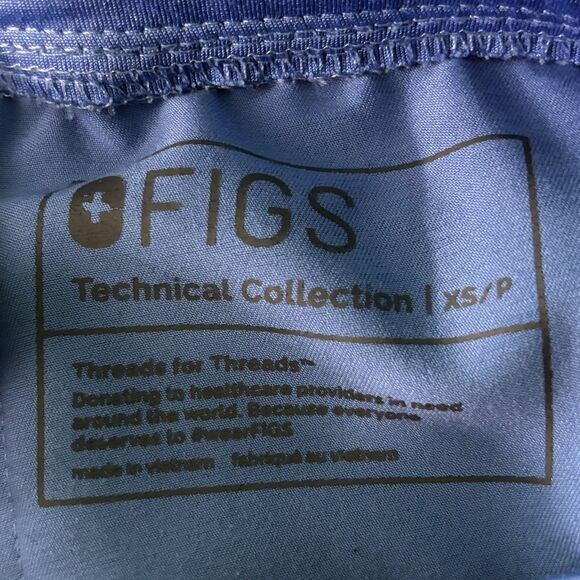 FIGS
Technical Collection | XS/P
Threads for Threads™
Donating to healthcare providers in need
around the world. Because everyone
deserves to #wearFIGS
made in vietnam fabriqué au vietnam